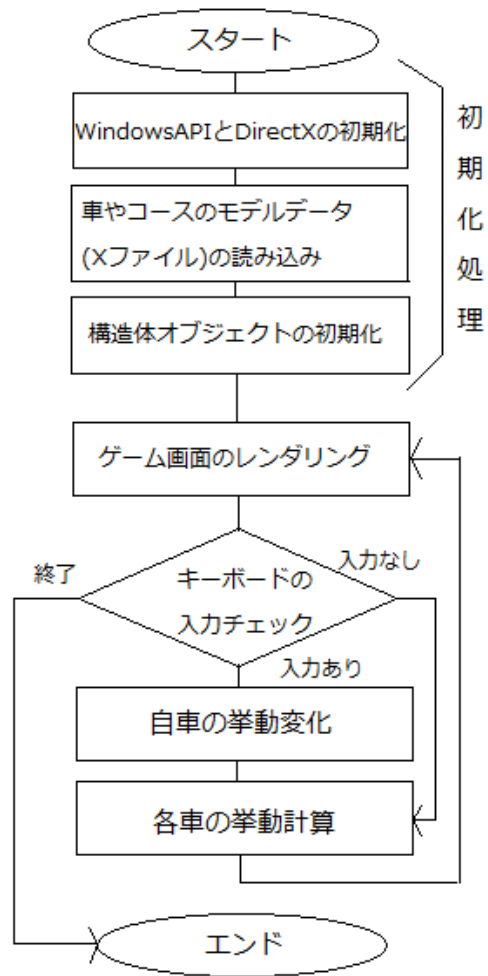 スタート
WindowsAPIとDirectXの初期化
車やコースのモデルデータ
(Xファイル)の読み込み
構造体オブジェクトの初期化
初期化処理
ゲーム画面のレンダリング
終了
キーボードの
入力チェック
入力なし
入力あり
自車の挙動変化
各車の挙動計算
エンド